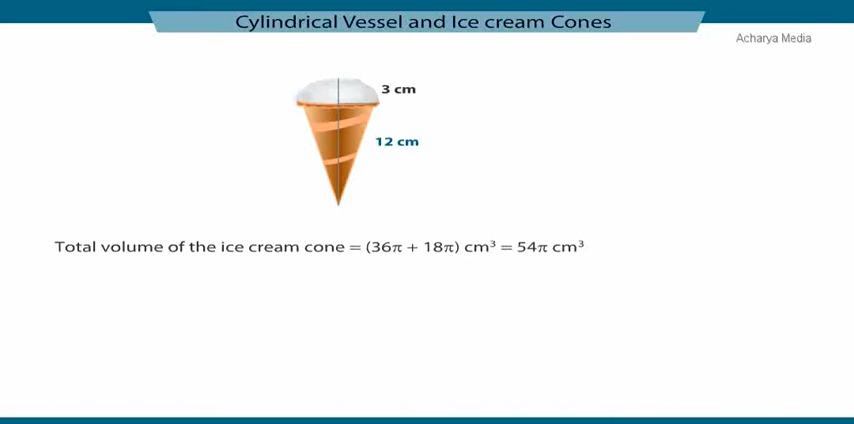 Cylindrical Vessel and Ice cream Cones
Acharya Media
3 cm
12 cm
Total volume of the ice cream cone = (36π + 18π) cm³ = 54π cm³